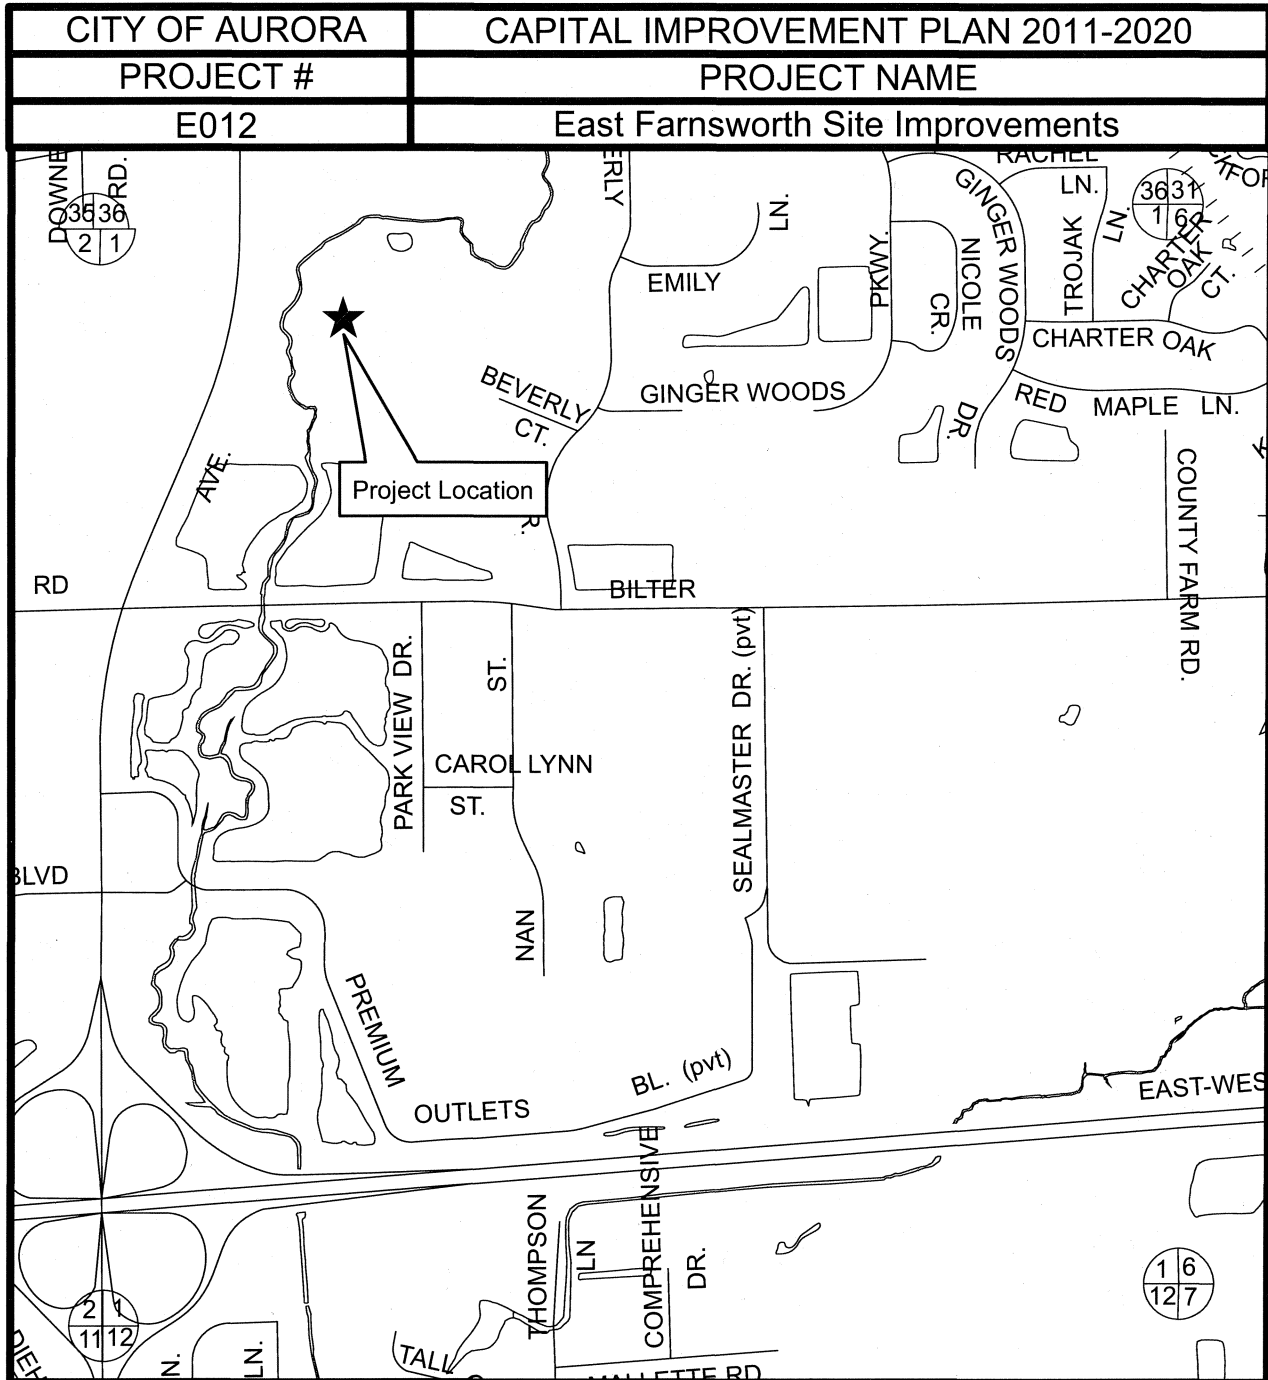 CITY OF AURORA
CAPITAL IMPROVEMENT PLAN 2011-2020
PROJECT #
PROJECT NAME
E012
East Farnsworth Site Improvements
RD.
35 36
2 1
LN.
EMILY
PKWY.
NICOLE
CR.
GINGER WOODS
DR.
RACHEL
LN.
TROJAK
LN.
36 31
1 6
CHARTER
OAK
CT.
CHARTER OAK
RED MAPLE LN.
BEVERLY
CT.
GINGER WOODS
AVE.
Project Location
COUNTY FARM RD.
RD
BILTER
PARK VIEW DR.
ST.
CAROL LYNN
ST.
NAN
SEALMASTER DR. (pvt)
PREMIUM
OUTLETS
BL. (pvt)
THOMPSON
LN
COMPREHENSIVE
DR.
1 6
12 7
2 1
11 12
LN.
TALL